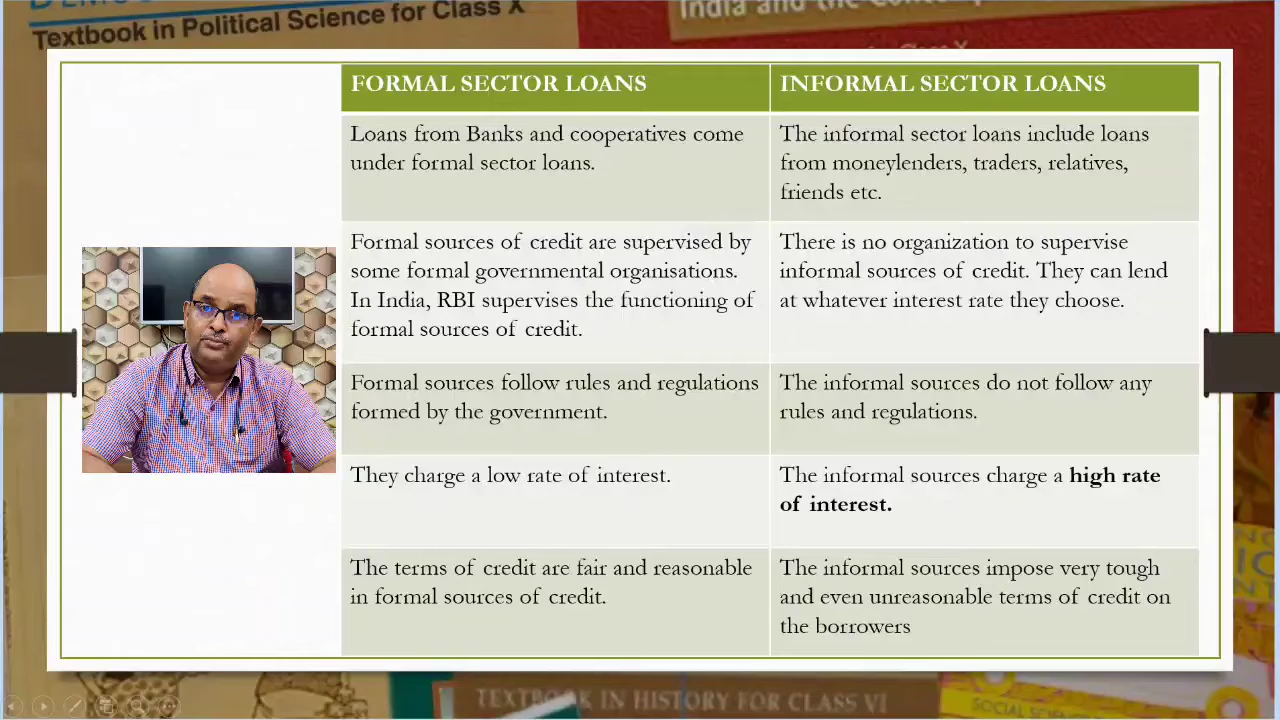 Textbook in Political Science for Class X
India and the
FORMAL SECTOR LOANS
INFORMAL SECTOR LOANS
Loans from Banks and cooperatives come
under formal sector loans.
The informal sector loans include loans
from moneylenders, traders, relatives,
friends etc.
Formal sources of credit are supervised by
some formal governmental organisations.
In India, RBI supervises the functioning of
formal sources of credit.
There is no organization to supervise
informal sources of credit. They can lend
at whatever interest rate they choose.
Formal sources follow rules and regulations
formed by the government.
The informal sources do not follow any
rules and regulations.
They charge a low rate of interest.
The informal sources charge a high rate
of interest.
The terms of credit are fair and reasonable
in formal sources of credit.
The informal sources impose very tough
and even unreasonable terms of credit on
the borrowers
TEXTBOOK IN HISTORY FOR CLASS VI
SOCIAL